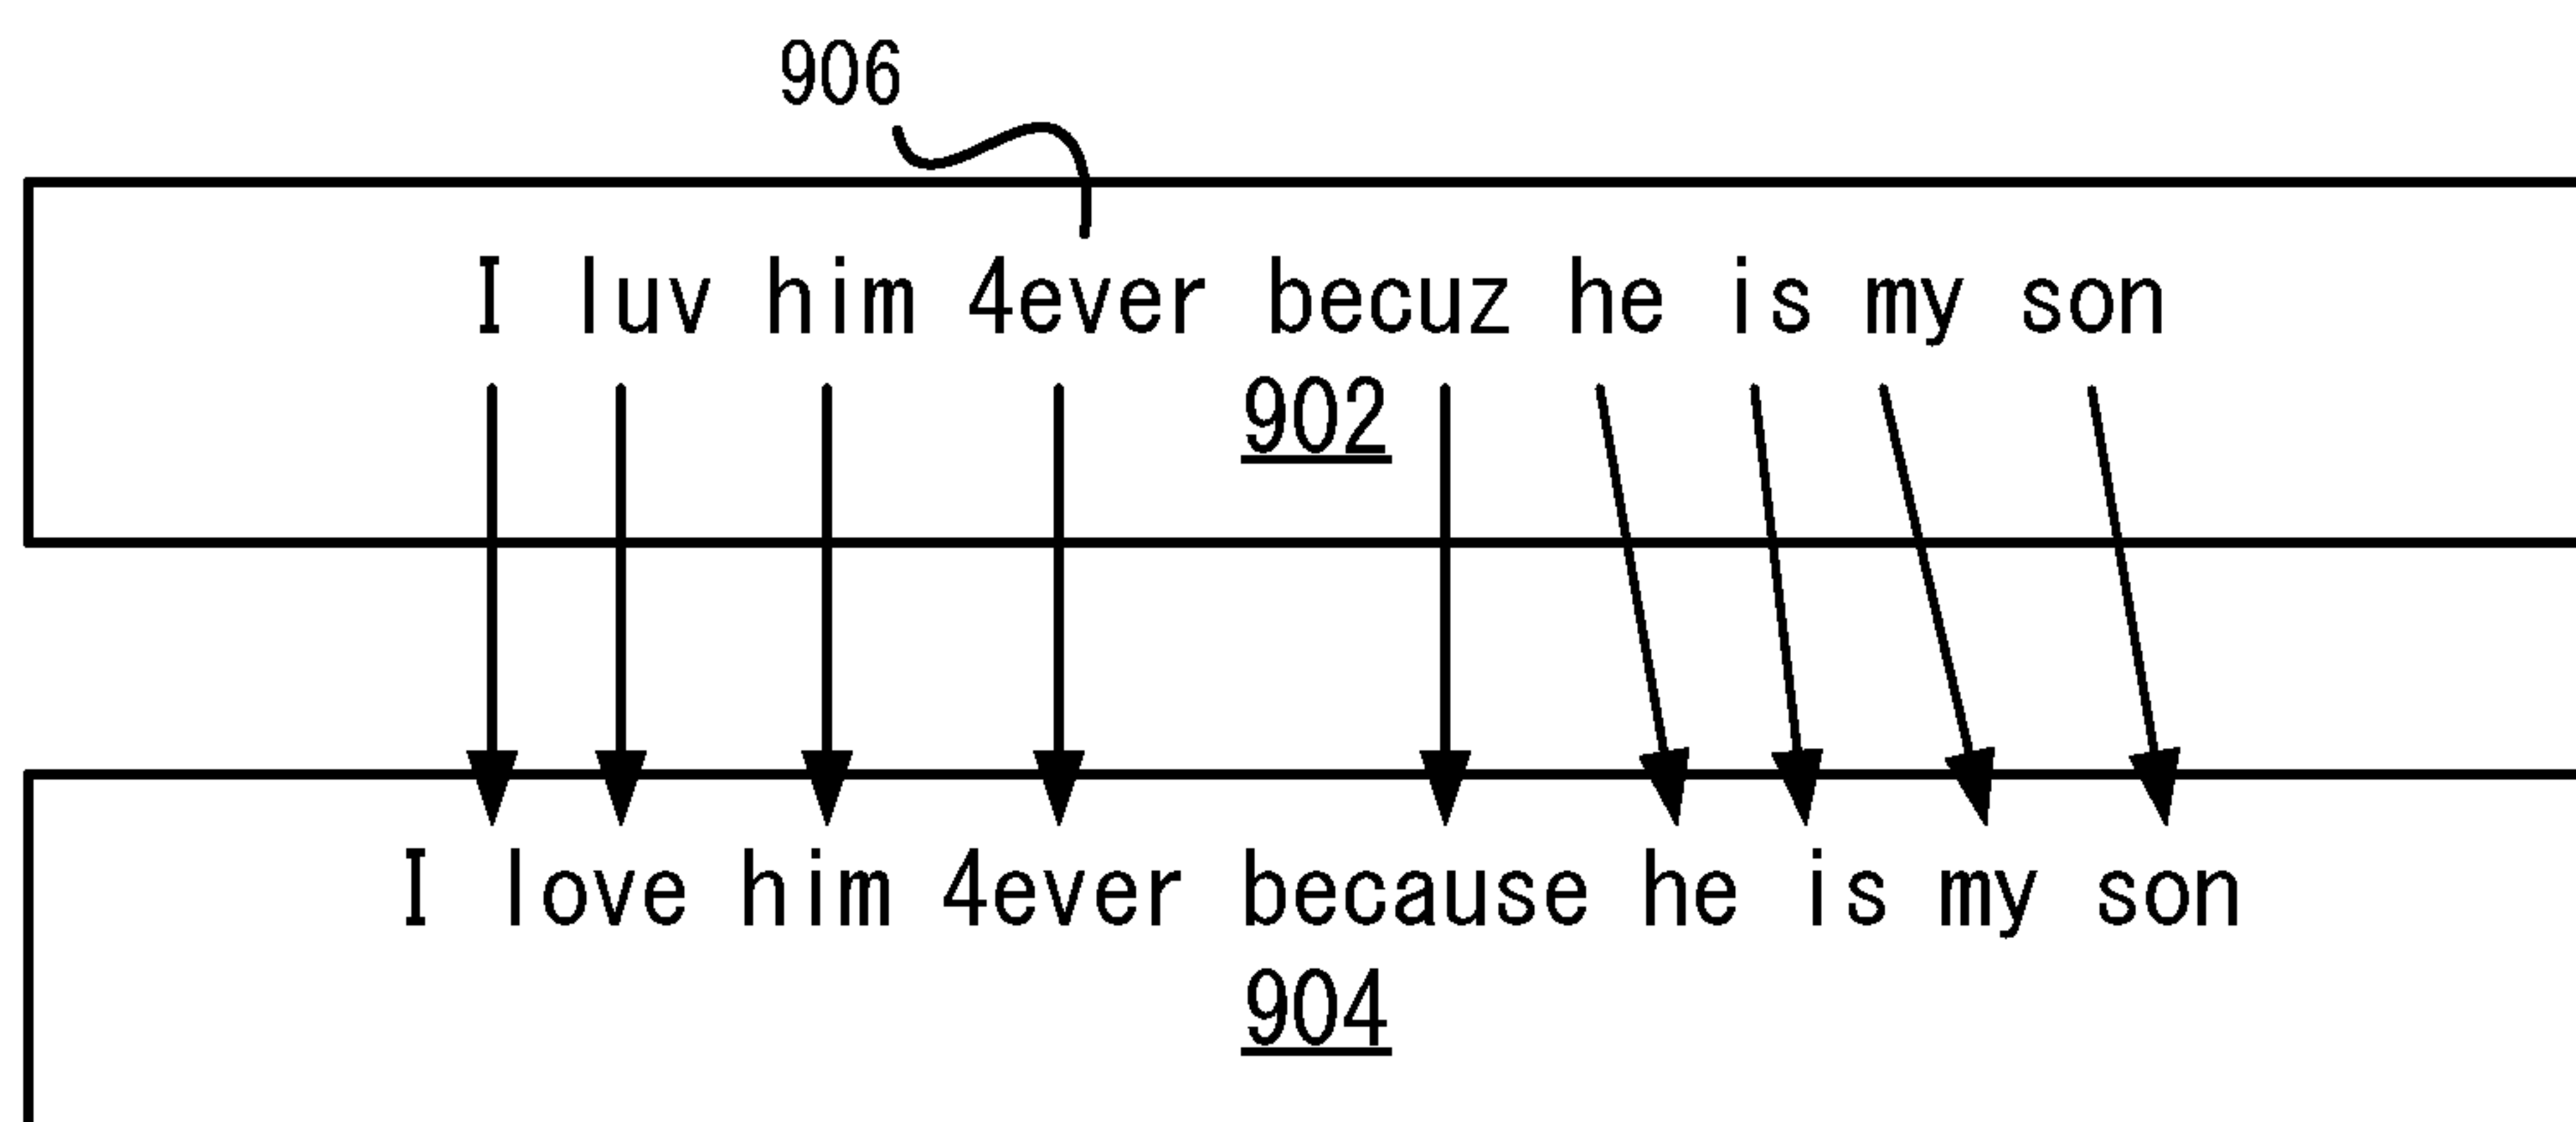 906
I luv him 4ever becuz he is my son
902
I love him 4ever because he is my son
904